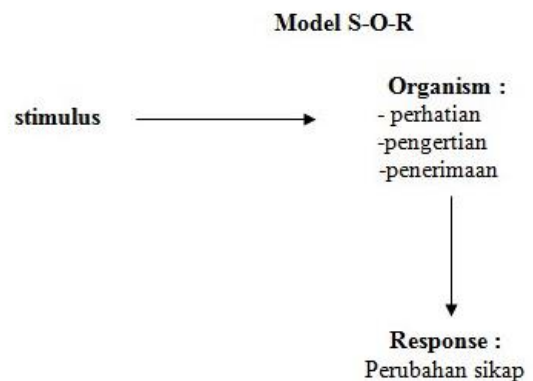 Model S-O-R
Organism :
stimulus
- perhatian
-pengertian
-penerimaan
Response :
Perubahan sikap